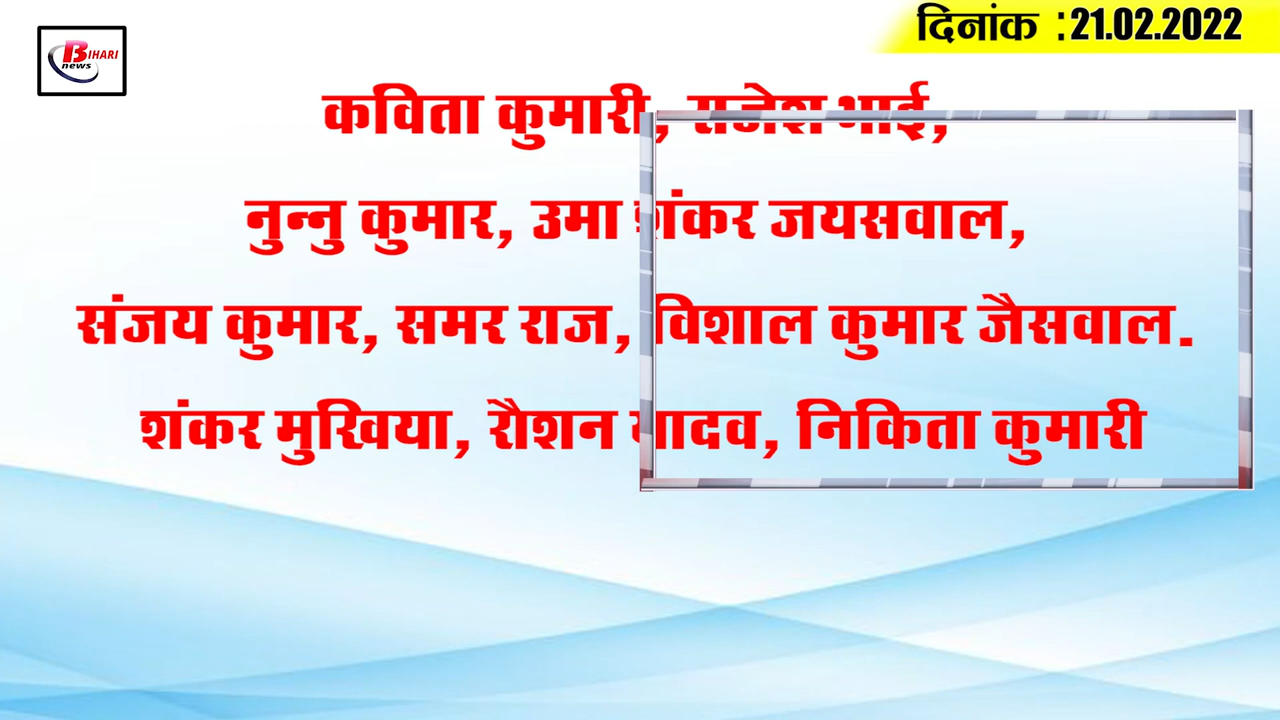 BIHARI
news
दिनांक :21.02.2022
कविता कुमारी, राजेश भाई,
नुन्नु कुमार, उमा शंकर जयसवाल,
संजय कुमार, समर राज, विशाल कुमार जैसवाल.
शंकर मुखिया, रौशन यादव, निकिता कुमारी